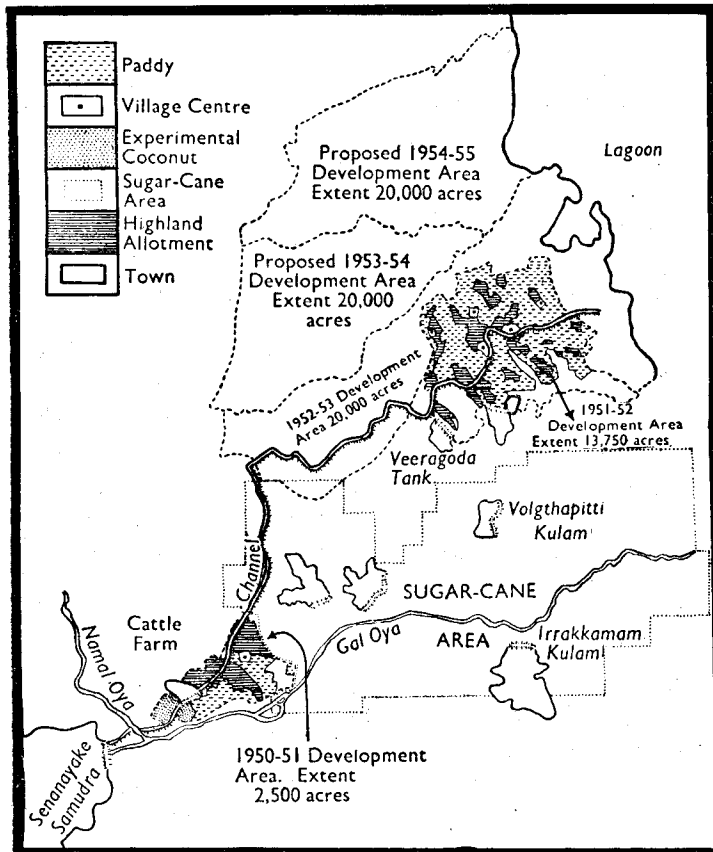 Paddy
Village Centre
Experimental
Coconut
Sugar-Cane
Area
Highland
Allotment
Town
Lagoon
Proposed 1954-55
Development Area
Extent 20,000 acres
Proposed 1953-54
Development Area
Extent 20,000
acres
1952-53 Development
Area 20,000 acres
1951-52
Development Area
Extent 13,750 acres
Veeragoda
Tank
Volgthapitti
Kulam
Channel
SUGAR-CANE
AREA
Gal Oya
Irrakkamam
Kulam
Cattle
Farm
Namal Oya
1950-51 Development
Area. Extent
2,500 acres
Senanayake
Samudra